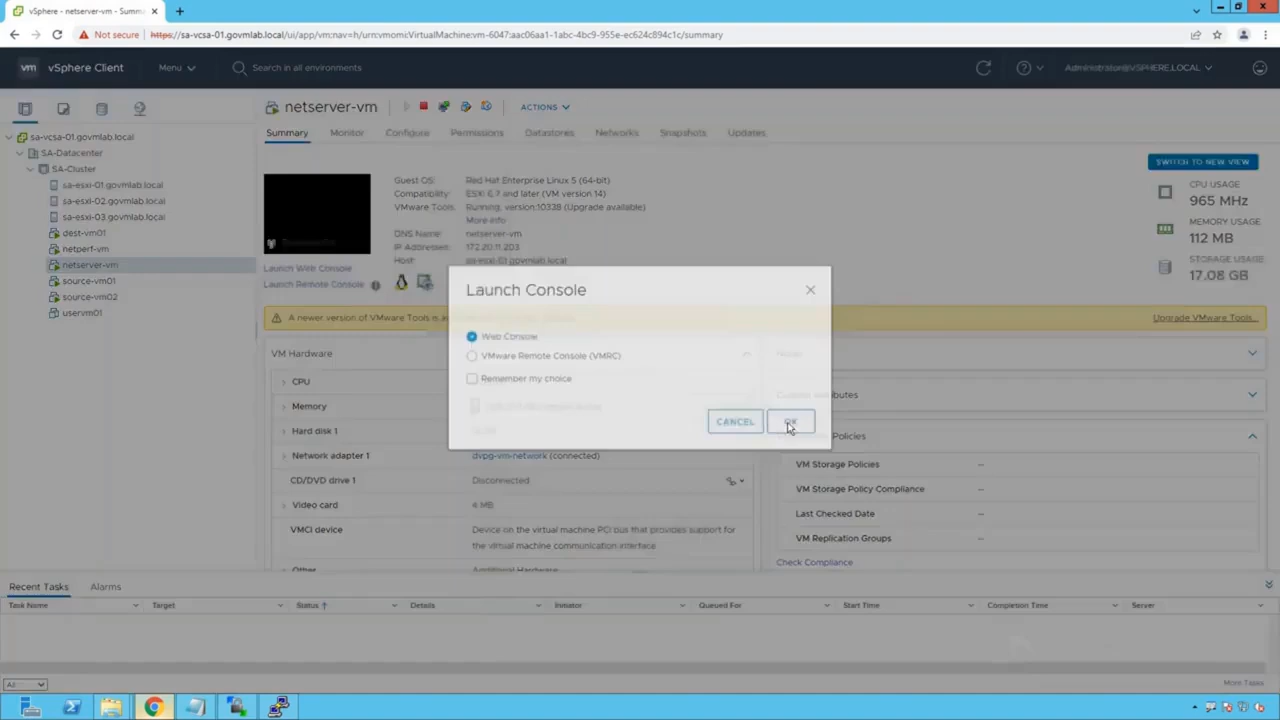 vSphere - netserver-vm - Summ
Not secure https://sa-vcsa-01.govmlab.local/ui/app/vm;nav=h/urn:vmomi:VirtualMachine:vm-6047:aac06aa1-1abc-4bc9-955e-ec624c894c1c/summary
vm vSphere Client Menu Search in all environments Administrator@VSPHERE.LOCAL
netserver-vm ACTIONS
Summary Monitor Configure Permissions Datastores Networks Snapshots Updates
sa-vcsa-01.govmlab.local
SA-Datacenter
SA-Cluster
sa-esxi-01.govmlab.local
sa-esxi-02.govmlab.local
sa-esxi-03.govmlab.local
dest-vm01
netperf-vm
netserver-vm
source-vm01
source-vm02
uservm01
Launch Web Console
Launch Remote Console
Guest OS: Red Hat Enterprise Linux 5 (64-bit)
Compatibility: ESXi 6.7 and later (VM version 14)
VMware Tools: Running, version:10338 (Upgrade available)
More info
DNS Name: netserver-vm
IP Addresses: 172.20.11.203
Host: sa-esxi-01.govmlab.local
SWITCH TO NEW VIEW
CPU USAGE
965 MHz
MEMORY USAGE
112 MB
STORAGE USAGE
17.08 GB
A newer version of VMware Tools is
Upgrade VMware Tools...
Launch Console
Web Console
VMware Remote Console (VMRC)
Remember my choice
CANCEL OK
VM Hardware
CPU
Memory
Hard disk 1
Network adapter 1 dvpg-vm-network (connected)
CD/DVD drive 1 Disconnected
Video card 4 MB
VMCI device Device on the virtual machine PCI bus that provides support for
the virtual machine communication interface
Other Additional Hardware
Notes
Policies
VM Storage Policies --
VM Storage Policy Compliance --
Last Checked Date --
VM Replication Groups --
Check Compliance
Recent Tasks Alarms
Task Name Target Status Details Initiator Queued For Start Time Completion Time Server
All
More Tasks